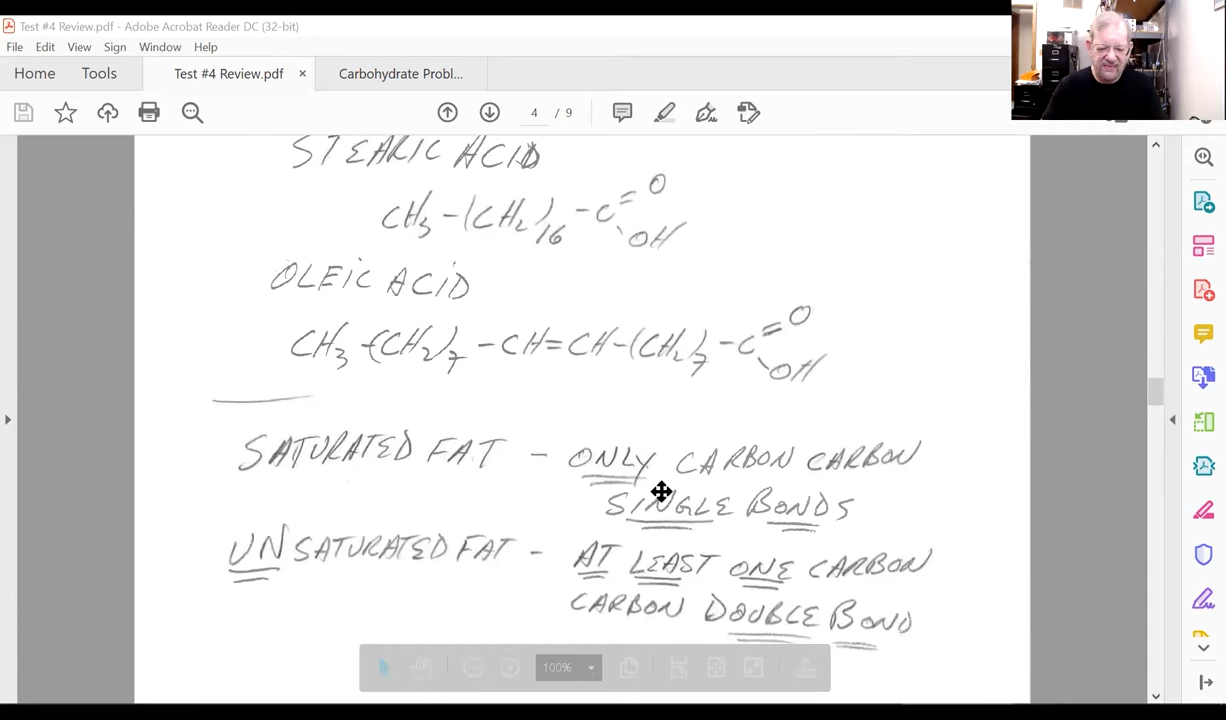 Test #4 Review.pdf - Adobe Acrobat Reader DC (32-bit)
File Edit View Sign Window Help
Home Tools Test #4 Review.pdf × Carbohydrate Probl...
4 / 9
STEARIC ACID
CH3-(CH2)16-C=O
OH
OLEIC ACID
CH3-(CH2)7-CH=CH-(CH2)7-C=O
OH
SATURATED FAT - ONLY CARBON CARBON
SINGLE BONDS
UNSATURATED FAT - AT LEAST ONE CARBON
CARBON DOUBLE BOND
100%